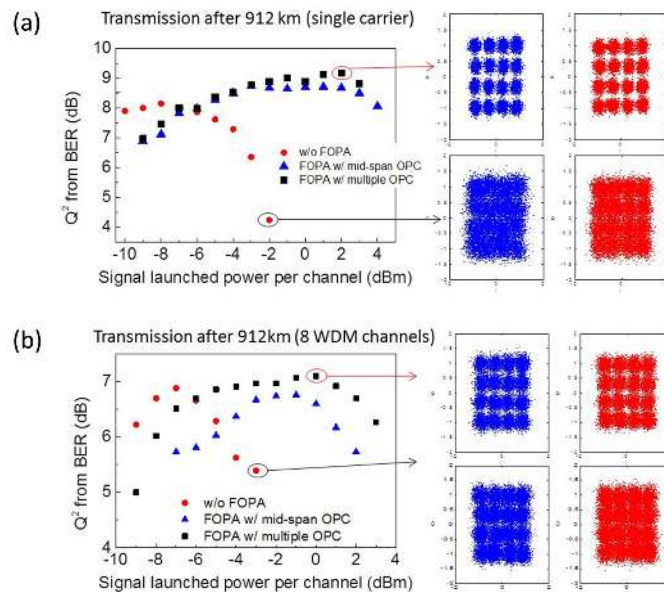 (a)
Transmission after 912 km (single carrier)
10
9
8
7
6
5
4
w/o FOPA
FOPA w/ mid-span OPC
FOPA w/ multiple OPC
-10 -8 -6 -4 -2 0 2 4
Q² from BER (dB)
Signal launched power per channel (dBm)
(b)
Transmission after 912km (8 WDM channels)
7
6
5
4
w/o FOPA
FOPA w/ mid-span OPC
FOPA w/ multiple OPC
-10 -8 -6 -4 -2 0 2 4
Q² from BER (dB)
Signal launched power per channel (dBm)